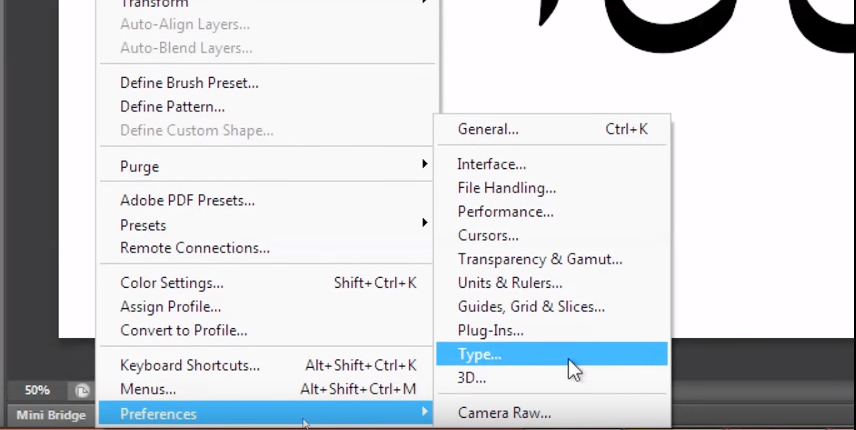 Transform
Auto-Align Layers...
Auto-Blend Layers...
Define Brush Preset...
Define Pattern...
Define Custom Shape...
Purge
Adobe PDF Presets...
Presets
Remote Connections...
Color Settings... Shift+Ctrl+K
Assign Profile...
Convert to Profile...
Keyboard Shortcuts... Alt+Shift+Ctrl+K
Menus... Alt+Shift+Ctrl+M
Preferences
General... Ctrl+K
Interface...
File Handling...
Performance...
Cursors...
Transparency & Gamut...
Units & Rulers...
Guides, Grid & Slices...
Plug-Ins...
Type...
3D...
Camera Raw...
50%
Mini Bridge